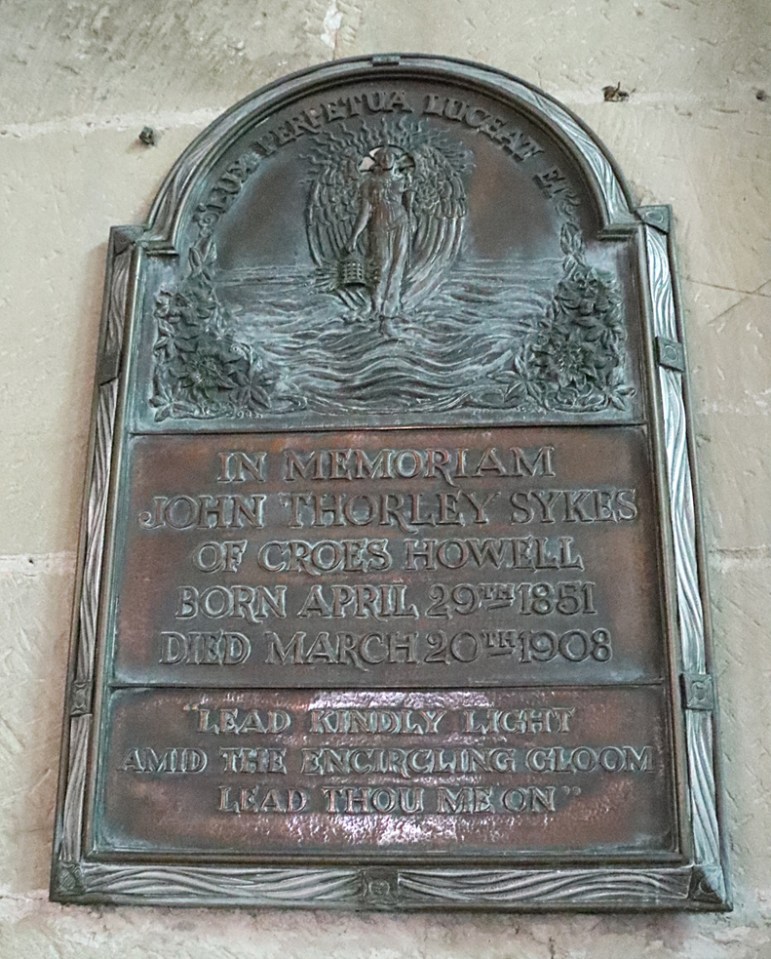 LUX PERPETUA LUCEAT EI
IN MEMORIAM
JOHN THORLEY SYKES
OF CROES HOWELL
BORN APRIL 29TH 1851
DIED MARCH 20TH 1908
"LEAD KINDLY LIGHT
AMID THE ENCIRCLING GLOOM
LEAD THOU ME ON"